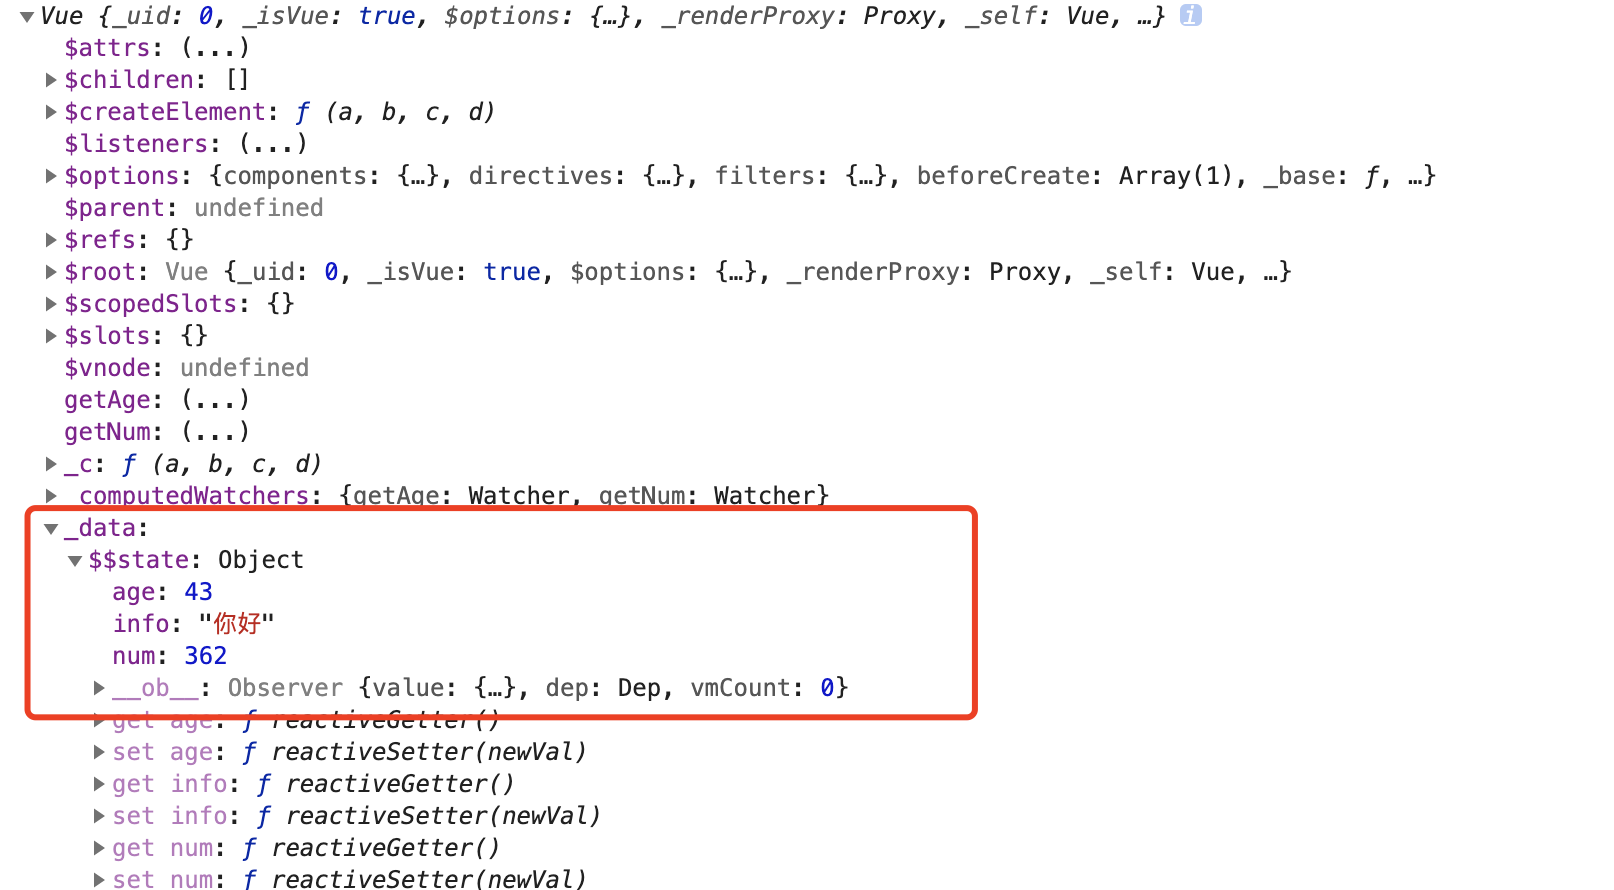 Vue {_uid: 0, _isVue: true, $options: {…}, _renderProxy: Proxy, _self: Vue, …} i
$attrs: (...)
$children: []
$createElement: ƒ (a, b, c, d)
$listeners: (...)
$options: {components: {…}, directives: {…}, filters: {…}, beforeCreate: Array(1), _base: ƒ, …}
$parent: undefined
$refs: {}
$root: Vue {_uid: 0, _isVue: true, $options: {…}, _renderProxy: Proxy, _self: Vue, …}
$scopedSlots: {}
$slots: {}
$vnode: undefined
getAge: (...)
getNum: (...)
_c: ƒ (a, b, c, d)
_computedWatchers: {getAge: Watcher, getNum: Watcher}
_data:
$$state: Object
age: 43
info: "你好"
num: 362
__ob__: Observer {value: {…}, dep: Dep, vmCount: 0}
get age: ƒ reactiveGetter()
set age: ƒ reactiveSetter(newVal)
get info: ƒ reactiveGetter()
set info: ƒ reactiveSetter(newVal)
get num: ƒ reactiveGetter()
set num: ƒ reactiveSetter(newVal)